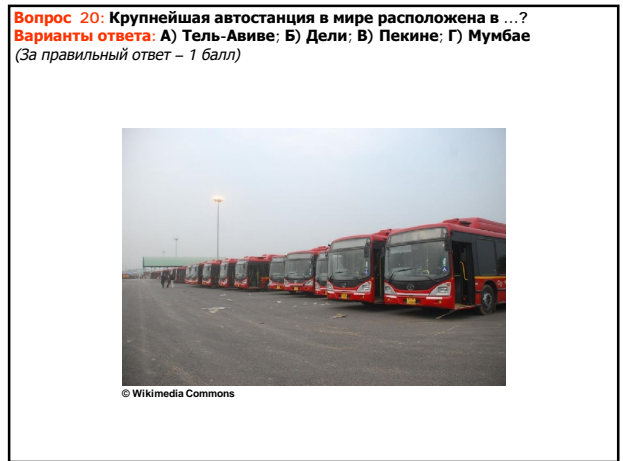 Вопрос 20: Крупнейшая автостанция в мире расположена в ...?
Варианты ответа: А) Тель-Авиве; Б) Дели; В) Пекине; Г) Мумбае
(За правильный ответ – 1 балл)
© Wikimedia Commons